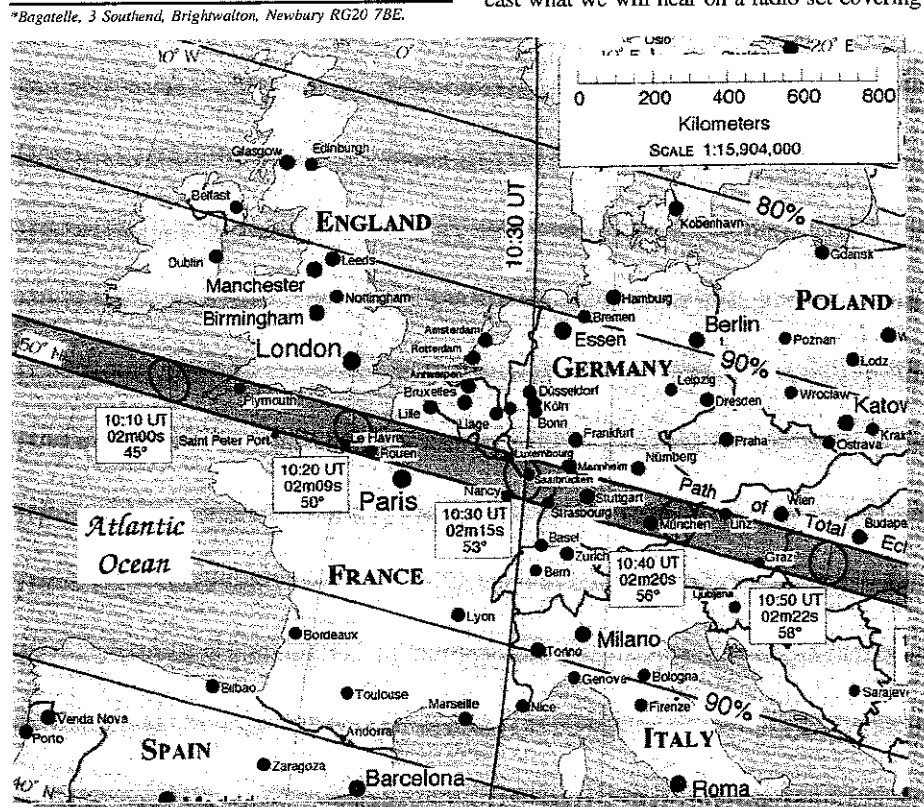 *Bagatelle, 3 Southend, Brightwalton, Newbury RG20 7BE.
cast what we will hear on a radio set covering
10° W
0°
20° E
0 200 400 600 800
Kilometers
SCALE 1:15,904,000
Glasgow
Edinburgh
Belfast
ENGLAND
10:30 UT
80%
Kobenhavn
Gdansk
Dublin
Leeds
Manchester
Nottingham
Birmingham
Hamburg
Bremen
POLAND
Amsterdam
Rotterdam
Essen
Berlin
Poznan
London
Antwerpen
GERMANY
90%
Lodz
50° N
Bruxelles
Düsseldorf
Leipzig
Wroclaw
Plymouth
Lille
Liage
Köln
Bonn
Dresden
Katov
10:10 UT
02m00s
45°
Saint Peter Port
Le Havre
Rouen
Luxembourg
Frankfurt
Praha
Ostrava
Krak
10:20 UT
02m09s
50°
Paris
Saarbrücken
Mannheim
Nürnberg
Nancy
Stuttgart
Strasbourg
Path of Total Ecl
Wien
Linz
München
Budape
10:30 UT
02m15s
53°
Atlantic
Ocean
Basel
Zurich
Bern
Graz
FRANCE
10:40 UT
02m20s
56°
Ljubljana
10:50 UT
02m22s
58°
Lyon
Bordeaux
Milano
Torino
Bilbao
Toulouse
Genova
Bologna
Marseille
Nice
Firenze
90%
Sarajev
Venda Nova
Porto
Andorra
SPAIN
ITALY
Zaragoza
40° N
Barcelona
Roma